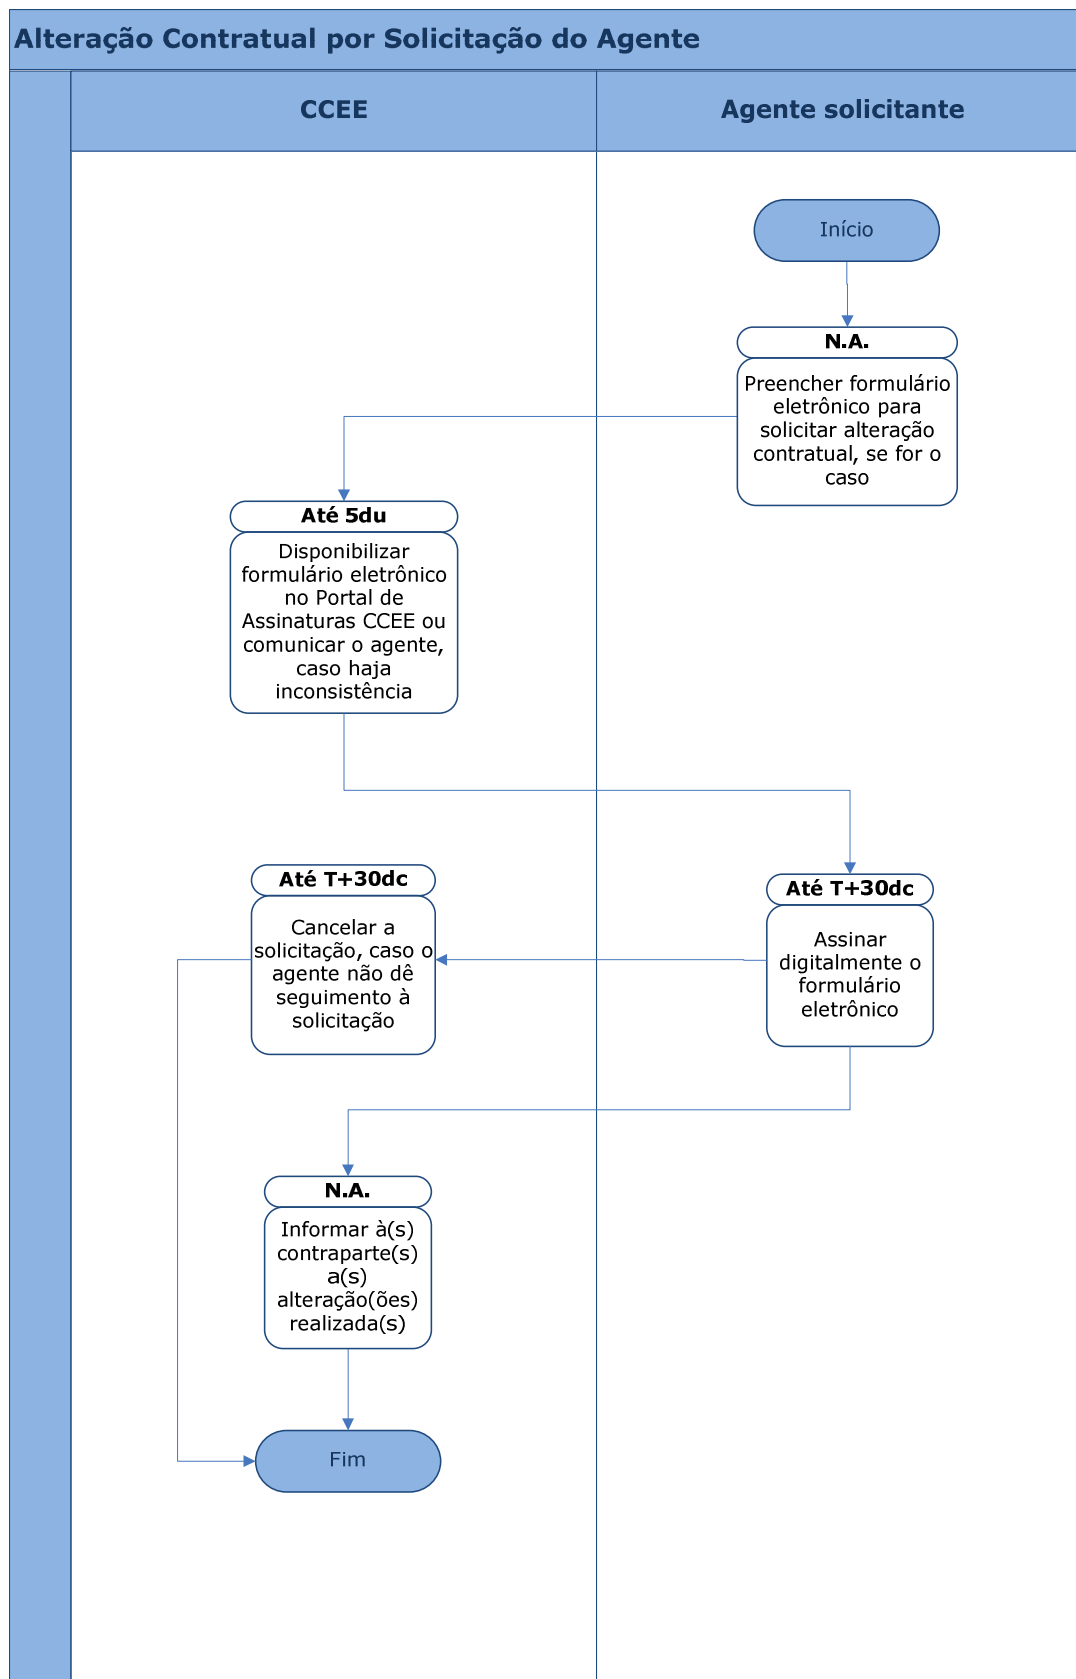 Alteração Contratual por Solicitação do Agente
CCEE
Agente solicitante
Início
N.A.
Preencher formulário
eletrônico para
solicitar alteração
contratual, se for o
caso
Até 5du
Disponibilizar
formulário eletrônico
no Portal de
Assinaturas CCEE ou
comunicar o agente,
caso haja
inconsistência
Até T+30dc
Assinar
digitalmente o
formulário
eletrônico
Até T+30dc
Cancelar a
solicitação, caso o
agente não dê
seguimento à
solicitação
N.A.
Informar à(s)
contraparte(s)
a(s)
alteração(ões)
realizada(s)
Fim